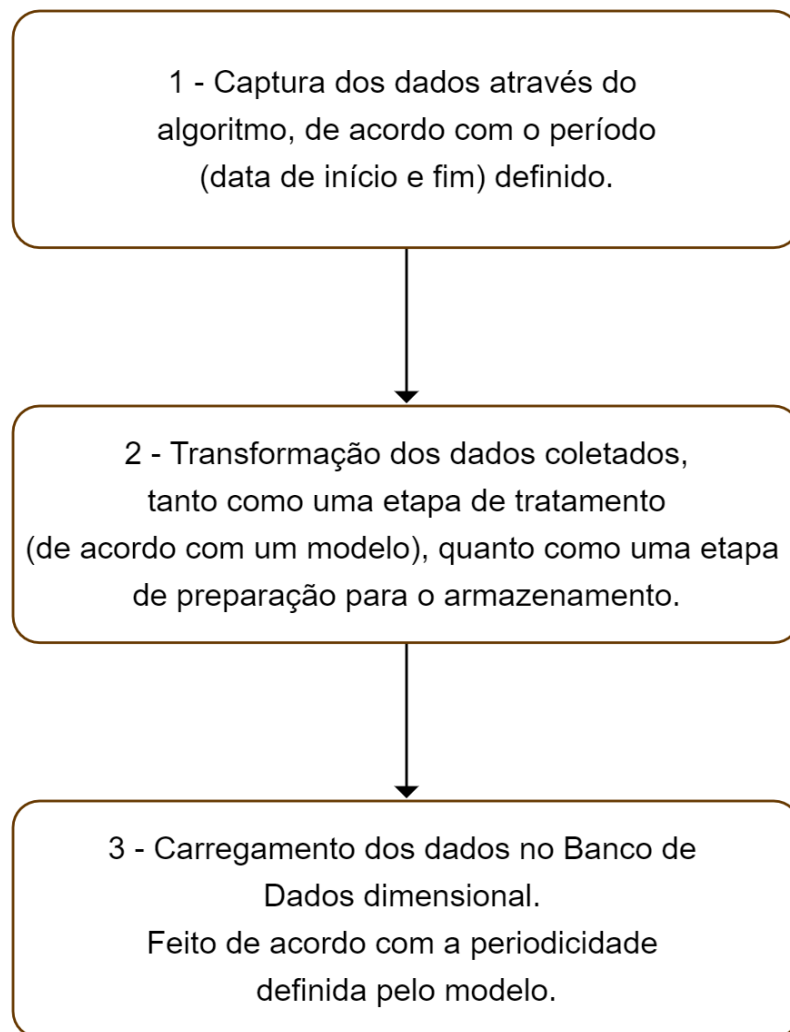 1 - Captura dos dados através do
algoritmo, de acordo com o período
(data de início e fim) definido.
2 - Transformação dos dados coletados,
tanto como uma etapa de tratamento
(de acordo com um modelo), quanto como uma etapa
de preparação para o armazenamento.
3 - Carregamento dos dados no Banco de
Dados dimensional.
Feito de acordo com a periodicidade
definida pelo modelo.